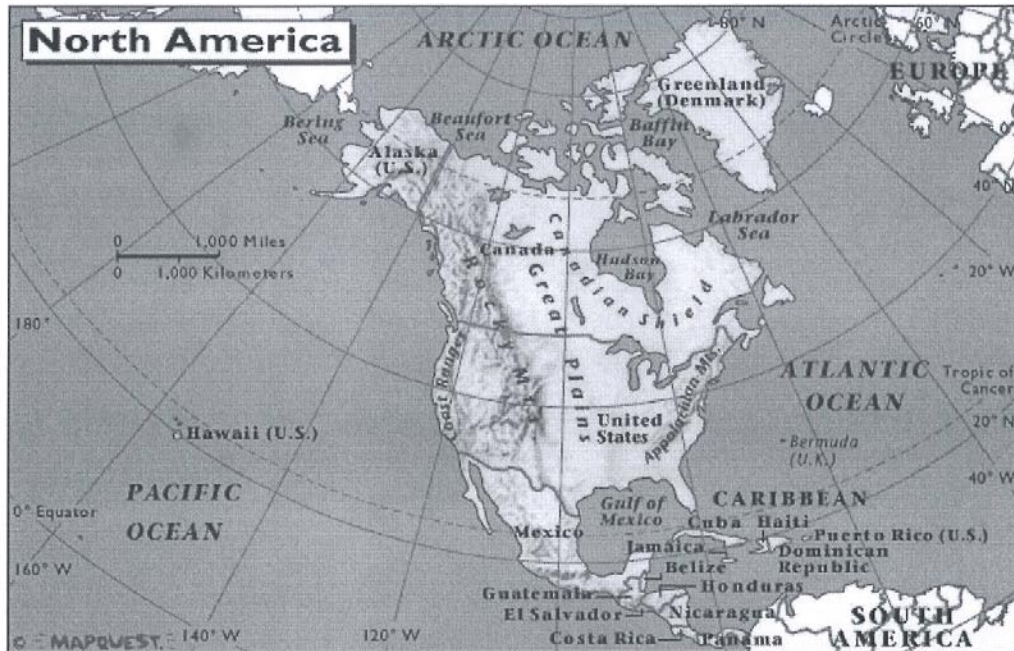 North America
ARCTIC OCEAN
80° N
Arctic
Circle
60° N
EUROPE
Greenland
(Denmark)
Bering
Sea
Beaufort
Sea
Baffin
Bay
Alaska
(U.S.)
40° N
Labrador
Sea
0
1,000 Miles
0
1,000 Kilometers
Canada
Hudson
Bay
Canadian Shield
Great Plains
Rocky Mts.
20° W
180°
Coast Ranges
Appalachian Mts.
ATLANTIC
OCEAN
Tropic of
Cancer
20° N
United
States
Hawaii (U.S.)
Bermuda
(U.K.)
40° W
PACIFIC
OCEAN
0° Equator
160° W
Gulf of
Mexico
CARIBBEAN
Mexico
Cuba
Haiti
Puerto Rico (U.S.)
Jamaica
Dominican
Republic
Belize
Guatemala
Honduras
El Salvador
Nicaragua
SOUTH
AMERICA
Costa Rica
Panama
© MAPQUEST.
140° W
120° W